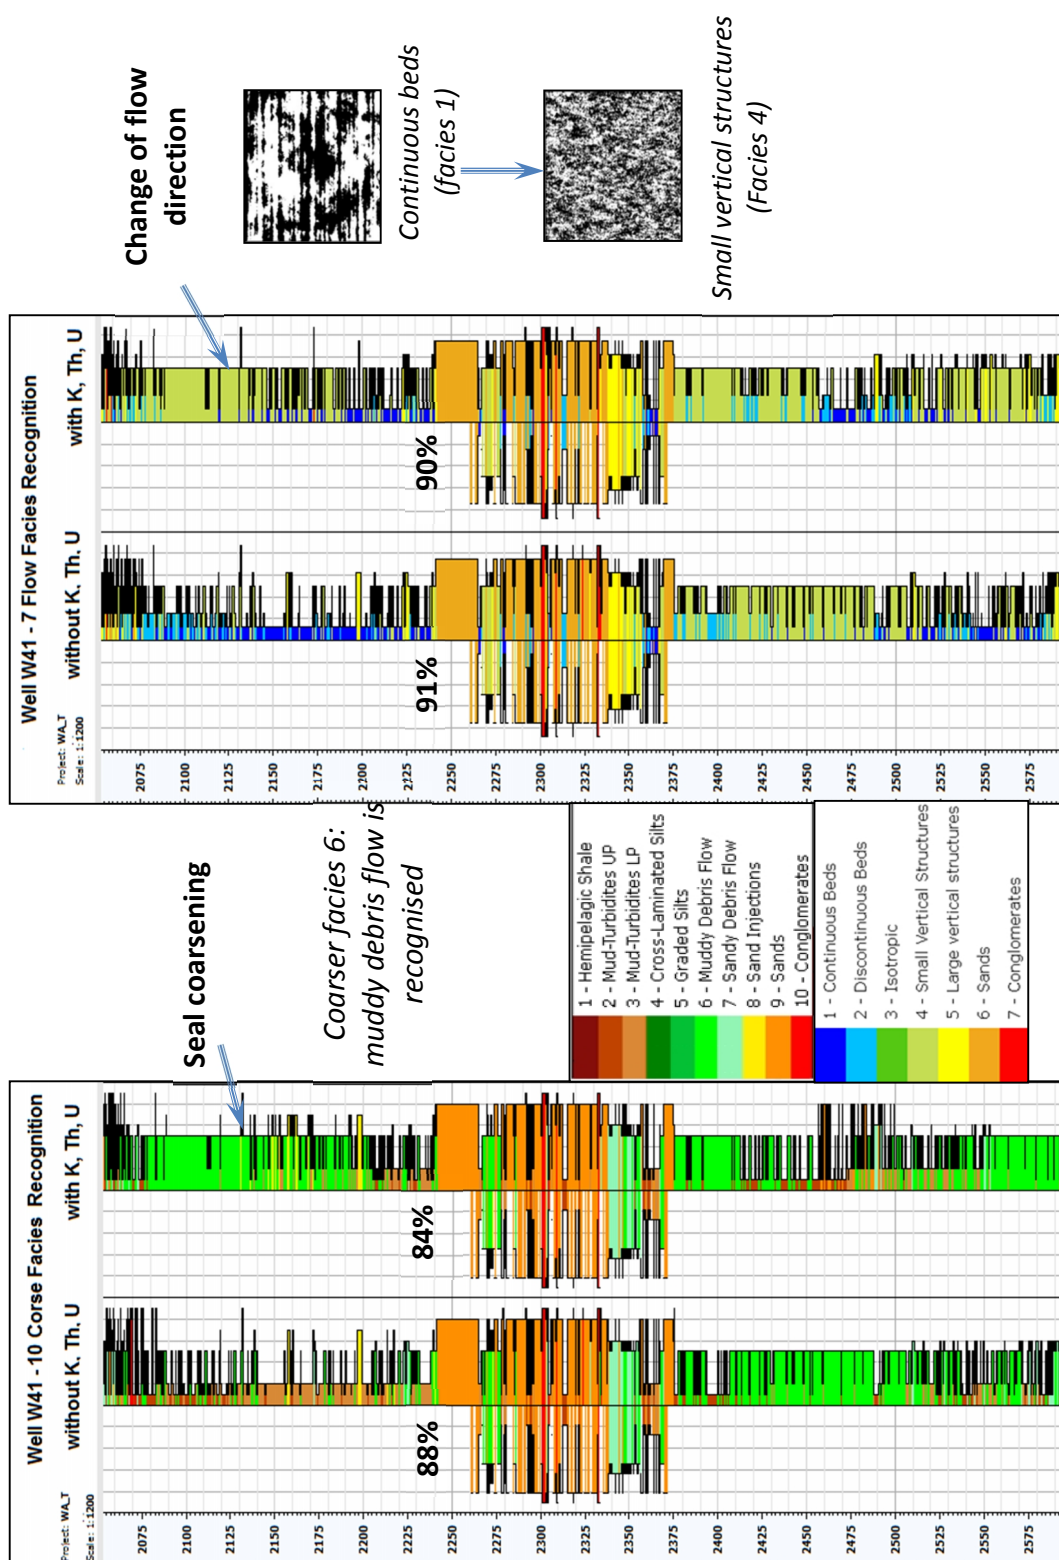 Well W41 - 10 Corse Facies Recognition
Project: WA_T
Scale: 1:1200
without K, Th, U
with K, Th, U
2075
2100
2125
2150
2175
2200
2225
2250
2275
2300
2325
2350
2375
2400
2425
2450
2475
2500
2525
2550
2575
88%
84%
Seal coarsening
Coarser facies 6:
muddy debris flow is
recognised
1 - Hemipelagic Shale
2 - Mud-Turbidites UP
3 - Mud-Turbidites LP
4 - Cross-Laminated Silts
5 - Graded Silts
6 - Muddy Debris Flow
7 - Sandy Debris Flow
8 - Sand Injections
9 - Sands
10 - Conglomerates
1 - Continuous Beds
2 - Discontinuous Beds
3 - Isotropic
4 - Small Vertical Structures
5 - Large vertical structures
6 - Sands
7 - Conglomerates
Well W41 - 7 Flow Facies Recognition
Project: WA_T
Scale: 1:1200
without K, Th, U
with K, Th, U
2075
2100
2125
2150
2175
2200
2225
2250
2275
2300
2325
2350
2375
2400
2425
2450
2475
2500
2525
2550
2575
91%
90%
Change of flow
direction
Continuous beds
(facies 1)
Small vertical structures
(Facies 4)